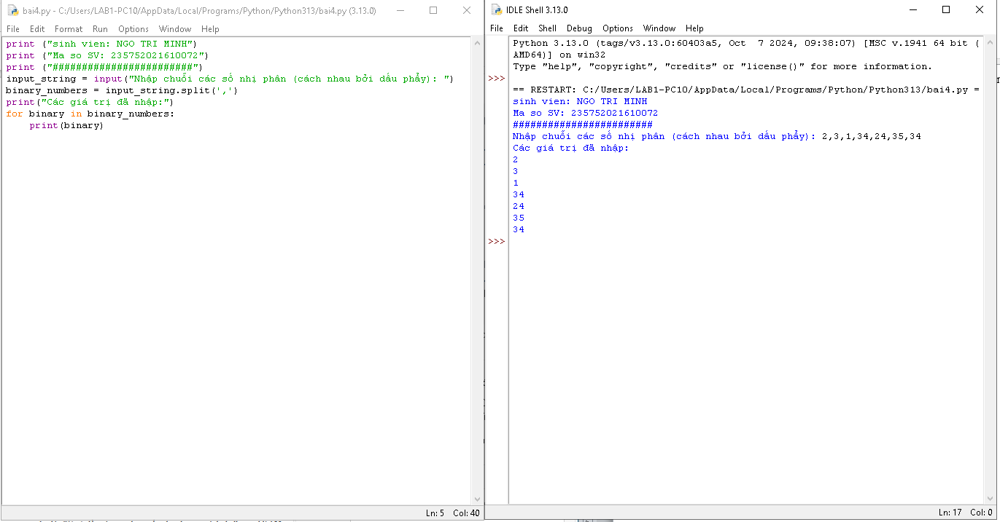 bai4.py - C:/Users/LAB1-PC10/AppData/Local/Programs/Python/Python313/bai4.py (3.13.0)
File Edit Format Run Options Window Help
print ("sinh vien: NGO TRI MINH")
print ("Ma so SV: 235752021610072")
print ("########################")
input_string = input("Nhập chuỗi các số nhị phân (cách nhau bởi dấu phẩy): ")
binary_numbers = input_string.split(',')
print("Các giá trị đã nhập:")
for binary in binary_numbers:
    print(binary)
Ln: 5 Col: 40
IDLE Shell 3.13.0
File Edit Shell Debug Options Window Help
Python 3.13.0 (tags/v3.13.0:60403a5, Oct  7 2024, 09:38:07) [MSC v.1941 64 bit (
AMD64)] on win32
Type "help", "copyright", "credits" or "license()" for more information.
>>>
== RESTART: C:/Users/LAB1-PC10/AppData/Local/Programs/Python/Python313/bai4.py =
sinh vien: NGO TRI MINH
Ma so SV: 235752021610072
########################
Nhập chuỗi các số nhị phân (cách nhau bởi dấu phẩy): 2,3,1,34,24,35,34
Các giá trị đã nhập:
2
3
1
34
24
35
34
>>>
Ln: 17 Col: 0